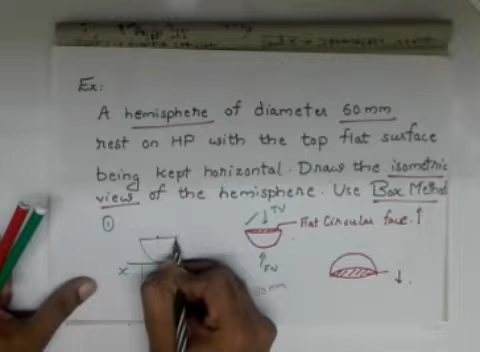 Ex:
A hemisphere of diameter 60mm
rest on HP with the top flat surface
being kept horizontal. Draw the isometric
view of the hemisphere. Use Box Method
①
TV
Flat Circular face. ↑
X
FV
mm